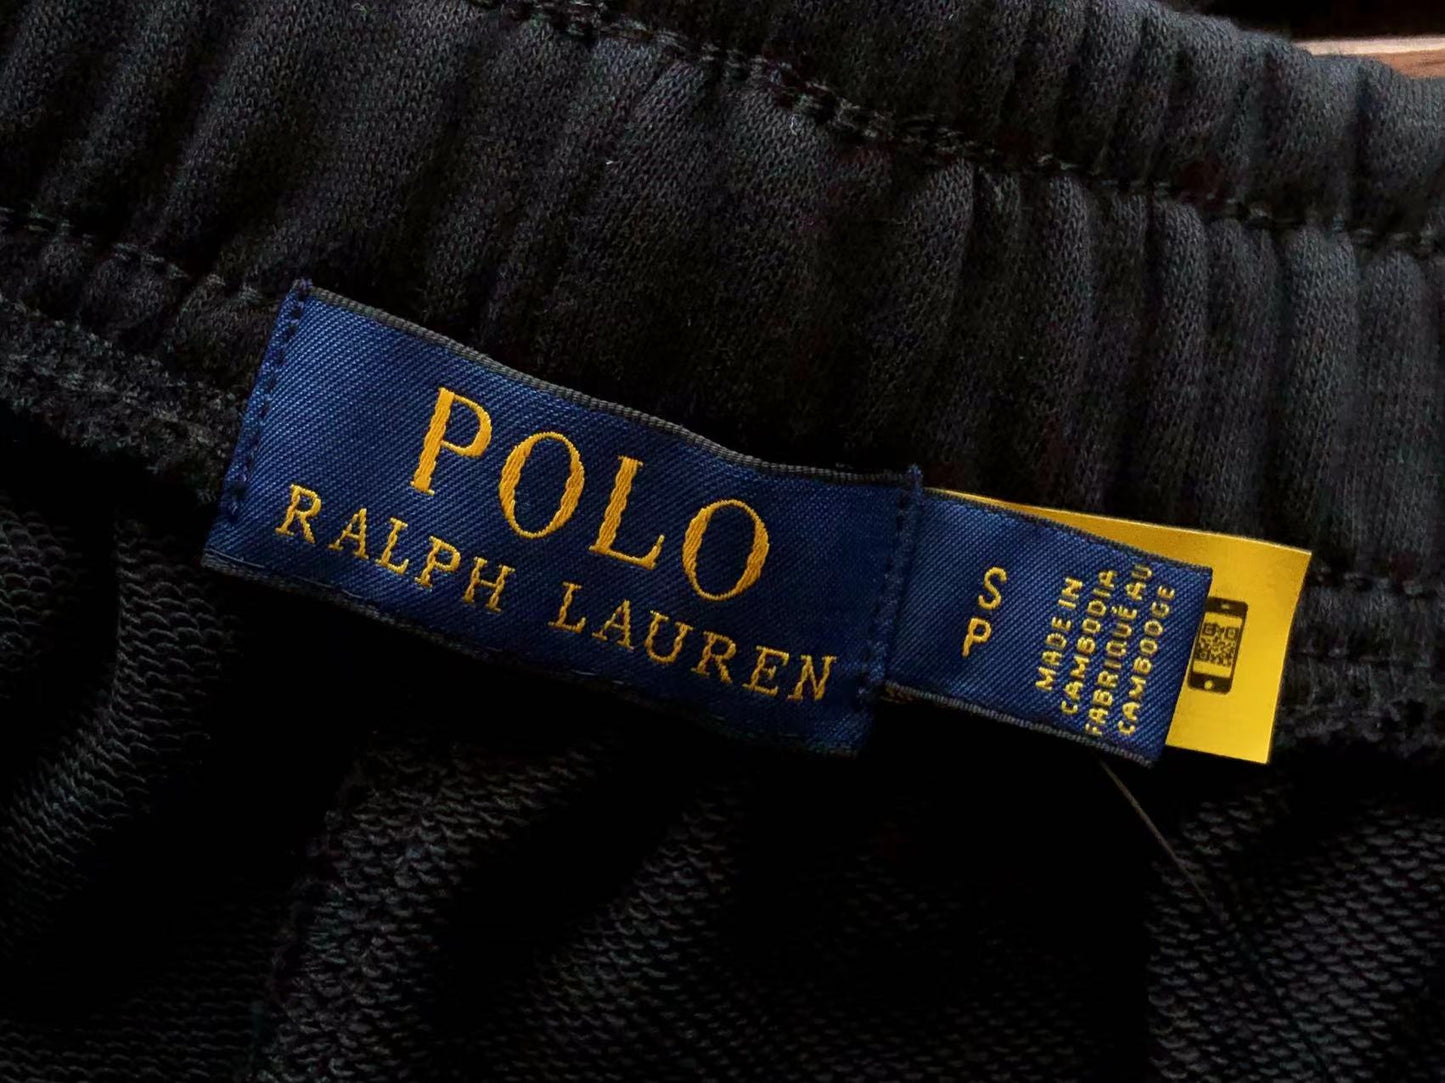 POLO
RALPH LAUREN
S
P
MADE IN
CAMBODIA
FABRIQUÉ AU
CAMBODGE